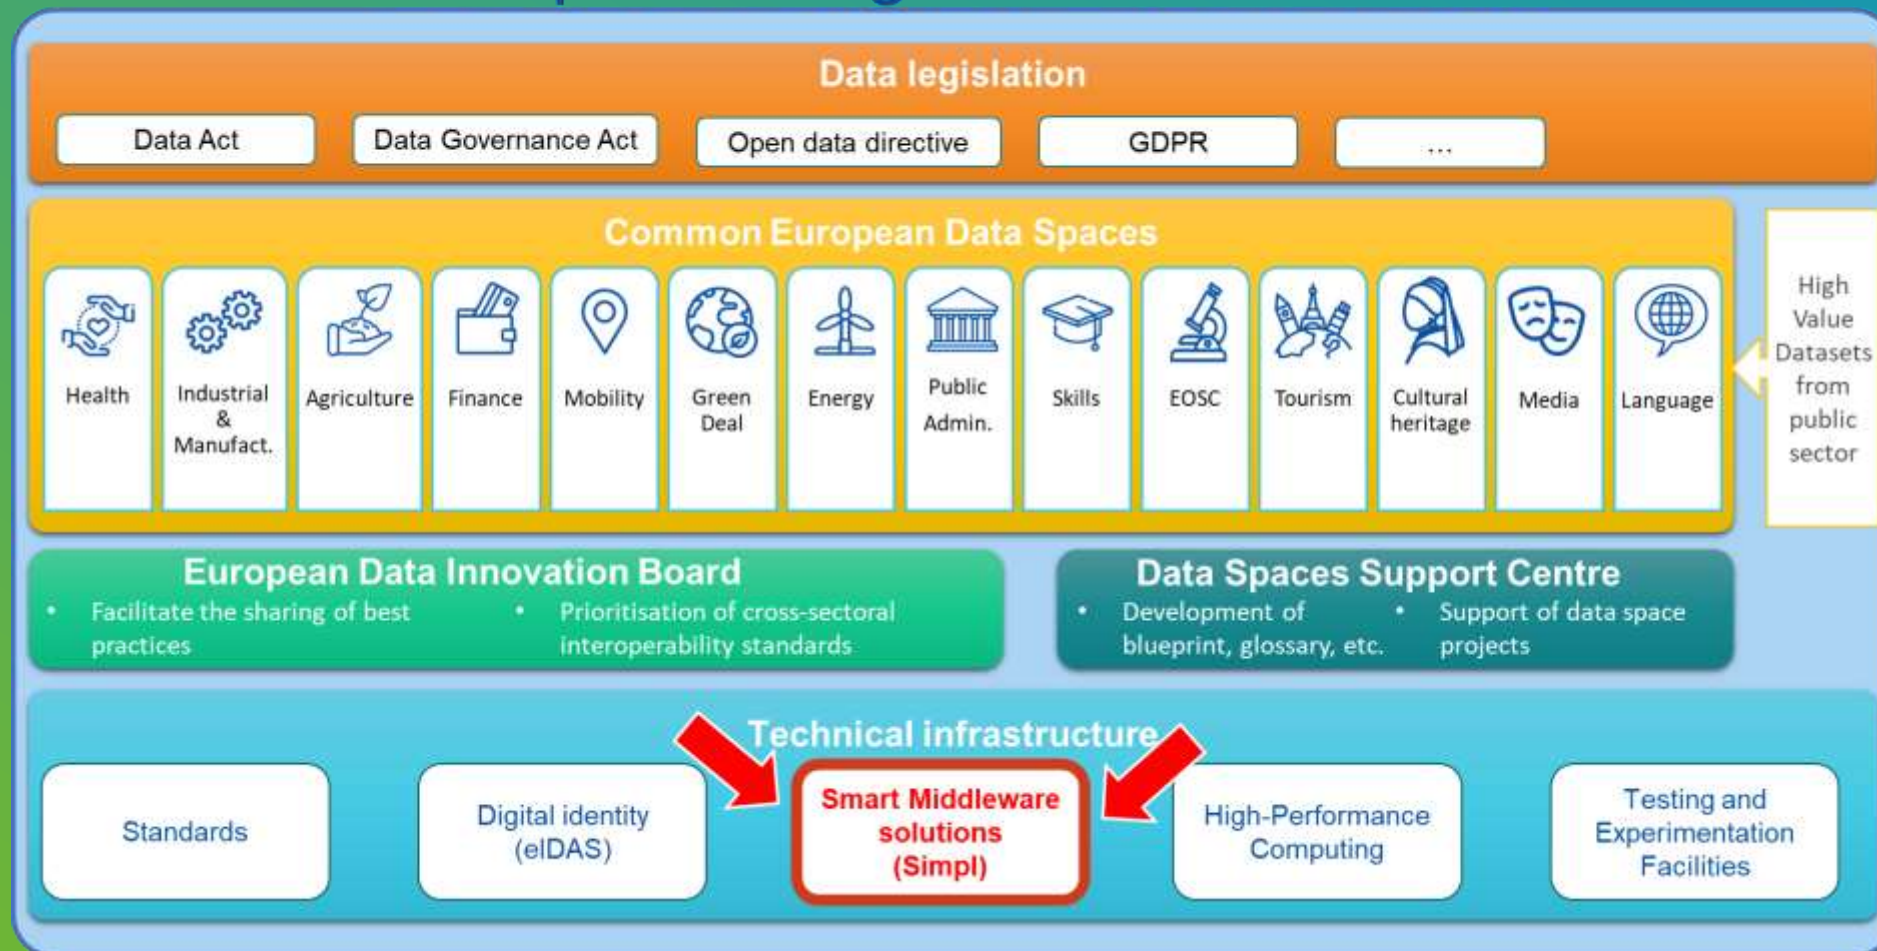 Data legislation
Data Act
Data Governance Act
Open data directive
GDPR
...
Common European Data Spaces
Health
Industrial
&
Manufact.
Agriculture
Finance
Mobility
Green
Deal
Energy
Public
Admin.
Skills
EOSC
Tourism
Cultural
heritage
Media
Language
High
Value
Datasets
from
public
sector
European Data Innovation Board
• Facilitate the sharing of best
practices
• Prioritisation of cross-sectoral
interoperability standards
Data Spaces Support Centre
• Development of
blueprint, glossary, etc.
• Support of data space
projects
Technical infrastructure
Standards
Digital identity
(eIDAS)
Smart Middleware
solutions
(Simpl)
High-Performance
Computing
Testing and
Experimentation
Facilities